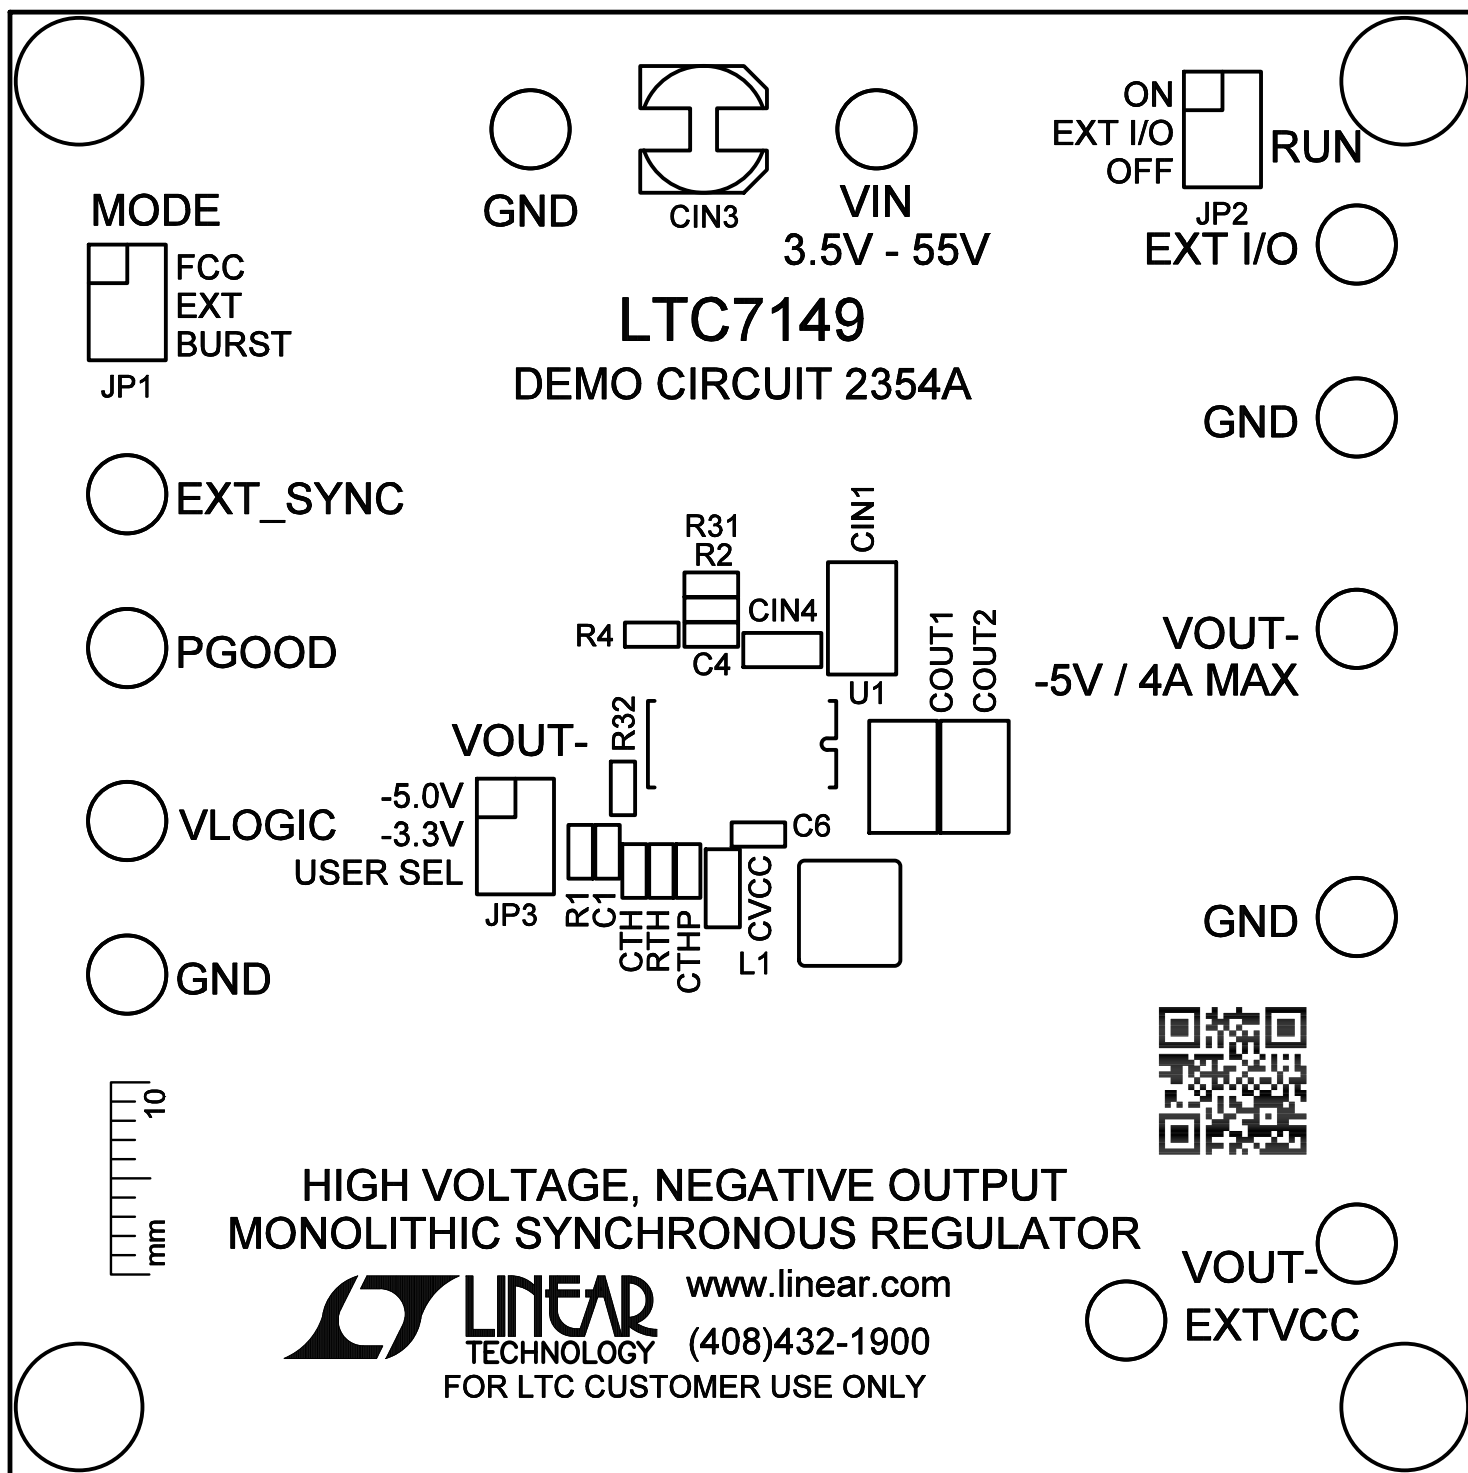 ON
EXT I/O
OFF
RUN
JP2
EXT I/O
GND
CIN3
VIN
3.5V - 55V
MODE
FCC
EXT
BURST
JP1
LTC7149
DEMO CIRCUIT 2354A
GND
EXT_SYNC
PGOOD
VLOGIC
GND
R31
R2
R4
C4
CIN4
CIN1
U1
COUT1
COUT2
VOUT-
-5V / 4A MAX
R32
VOUT-
-5.0V
-3.3V
USER SEL
JP3
R1
C1
CTH
RTH
CTHP
CVCC
C6
L1
GND
10
mm
HIGH VOLTAGE, NEGATIVE OUTPUT
MONOLITHIC SYNCHRONOUS REGULATOR
LINEAR
TECHNOLOGY
www.linear.com
(408)432-1900
FOR LTC CUSTOMER USE ONLY
VOUT-
EXTVCC